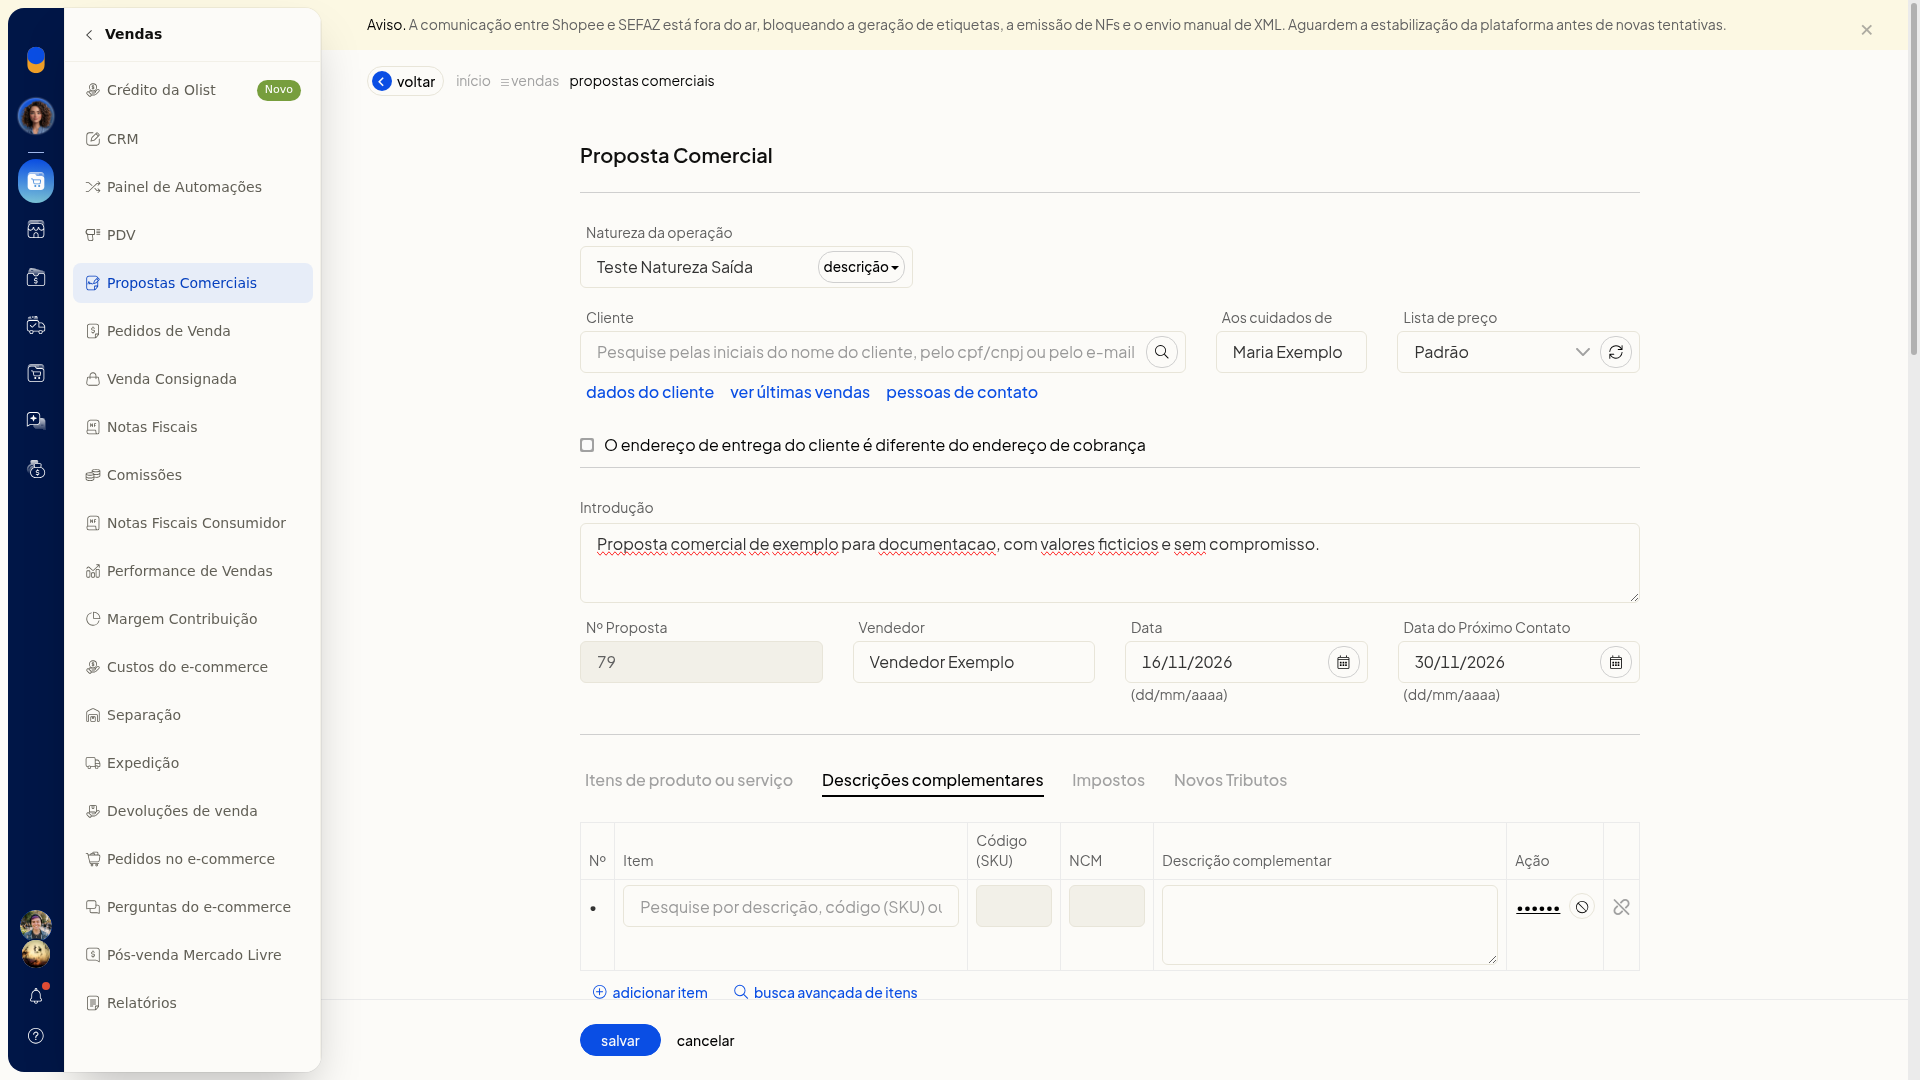 Vendas
Crédito da Olist Novo
CRM
Painel de Automações
PDV
Propostas Comerciais
Pedidos de Venda
Venda Consignada
Notas Fiscais
Comissões
Notas Fiscais Consumidor
Performance de Vendas
Margem Contribuição
Custos do e-commerce
Separação
Expedição
Devoluções de venda
Pedidos no e-commerce
Perguntas do e-commerce
Pós-venda Mercado Livre
Relatórios
Aviso. A comunicação entre Shopee e SEFAZ está fora do ar, bloqueando a geração de etiquetas, a emissão de NFs e o envio manual de XML. Aguardem a estabilização da plataforma antes de novas tentativas.
voltar início vendas propostas comerciais
Proposta Comercial
Natureza da operação
Teste Natureza Saída descrição
Cliente Aos cuidados de Lista de preço
Pesquise pelas iniciais do nome do cliente, pelo cpf/cnpj ou pelo e-mail Maria Exemplo Padrão
dados do cliente ver últimas vendas pessoas de contato
O endereço de entrega do cliente é diferente do endereço de cobrança
Introdução
Proposta comercial de exemplo para documentacao, com valores ficticios e sem compromisso.
Nº Proposta Vendedor Data Data do Próximo Contato
79 Vendedor Exemplo 16/11/2026 30/11/2026
(dd/mm/aaaa) (dd/mm/aaaa)
Itens de produto ou serviço Descrições complementares Impostos Novos Tributos
Nº Item Código (SKU) NCM Descrição complementar Ação
Pesquise por descrição, código (SKU) ou
adicionar item busca avançada de itens
salvar cancelar